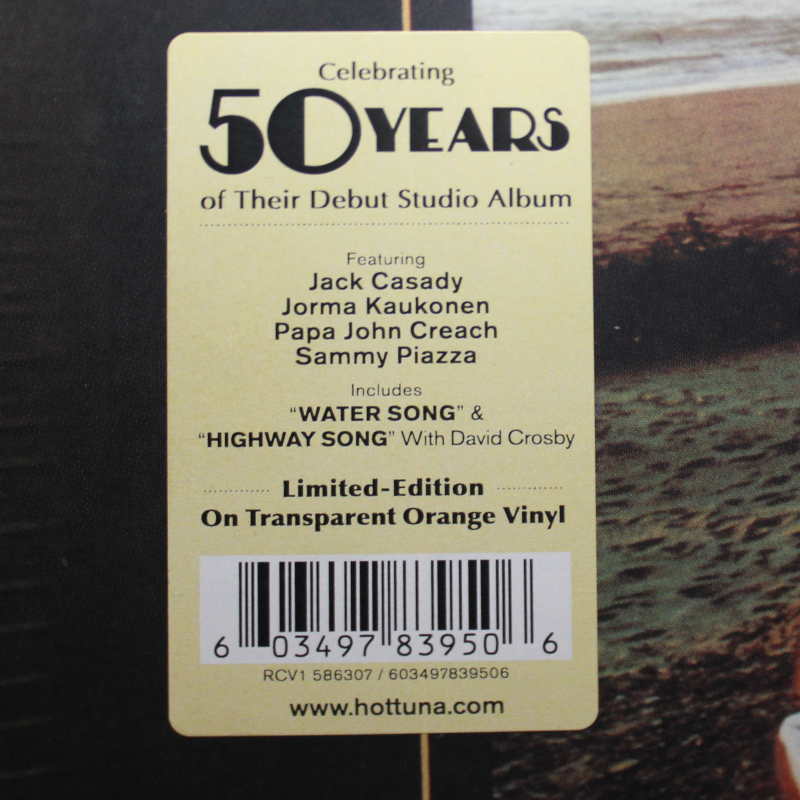 Celebrating
50 YEARS
of Their Debut Studio Album
Featuring
Jack Casady
Jorma Kaukonen
Papa John Creach
Sammy Piazza
Includes
“WATER SONG” &
“HIGHWAY SONG” With David Crosby
Limited-Edition
On Transparent Orange Vinyl
6 03497 83950 6
RCV1 586307 / 603497839506
www.hottuna.com